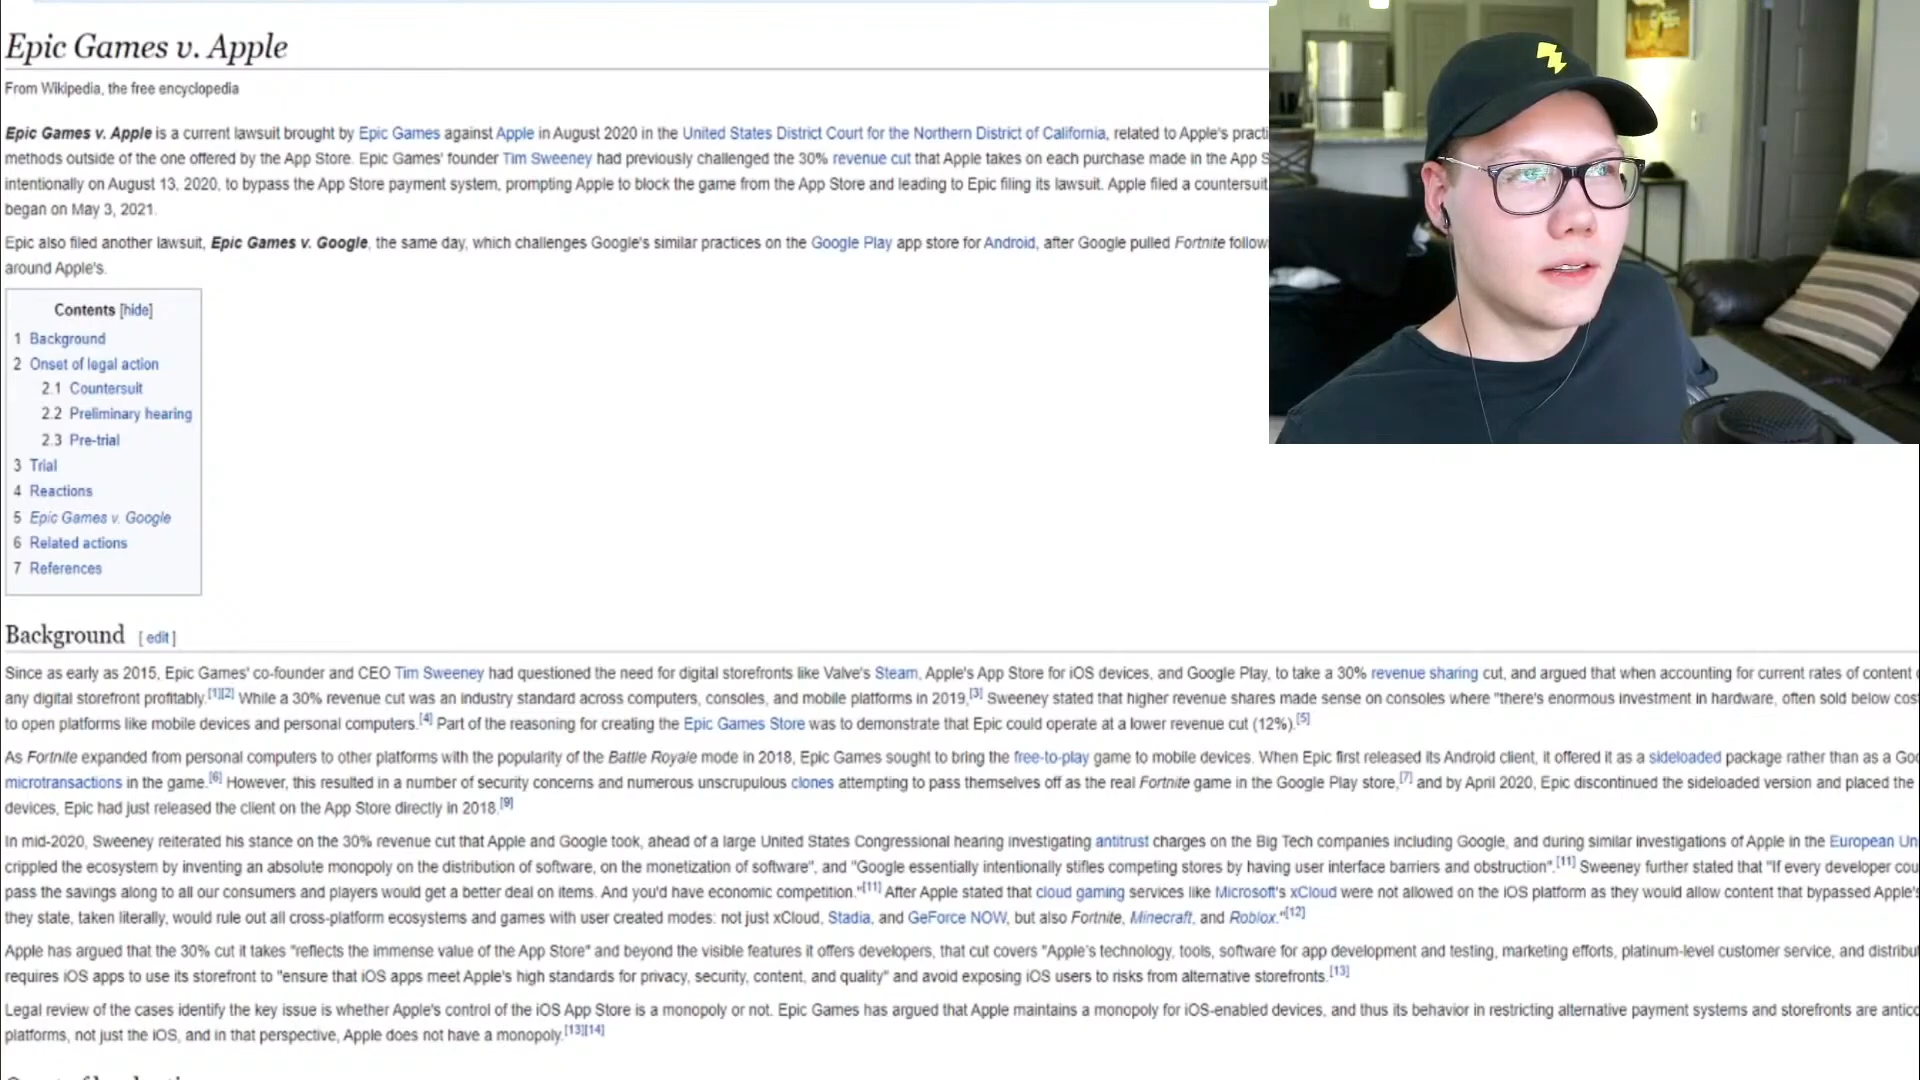 Epic Games v. Apple
From Wikipedia, the free encyclopedia
Epic Games v. Apple is a current lawsuit brought by Epic Games against Apple in August 2020 in the United States District Court for the Northern District of California, related to Apple's practi
methods outside of the one offered by the App Store. Epic Games' founder Tim Sweeney had previously challenged the 30% revenue cut that Apple takes on each purchase made in the App S
intentionally on August 13, 2020, to bypass the App Store payment system, prompting Apple to block the game from the App Store and leading to Epic filing its lawsuit. Apple filed a countersuit
began on May 3, 2021.
Epic also filed another lawsuit, Epic Games v. Google, the same day, which challenges Google's similar practices on the Google Play app store for Android, after Google pulled Fortnite follow
around Apple's.
Contents [hide]
1 Background
2 Onset of legal action
2.1 Countersuit
2.2 Preliminary hearing
2.3 Pre-trial
3 Trial
4 Reactions
5 Epic Games v. Google
6 Related actions
7 References
Background [ edit ]
Since as early as 2015, Epic Games' co-founder and CEO Tim Sweeney had questioned the need for digital storefronts like Valve's Steam, Apple's App Store for iOS devices, and Google Play, to take a 30% revenue sharing cut, and argued that when accounting for current rates of content
any digital storefront profitably.[1][2] While a 30% revenue cut was an industry standard across computers, consoles, and mobile platforms in 2019,[3] Sweeney stated that higher revenue shares made sense on consoles where "there's enormous investment in hardware, often sold below cos
to open platforms like mobile devices and personal computers.[4] Part of the reasoning for creating the Epic Games Store was to demonstrate that Epic could operate at a lower revenue cut (12%).[5]
As Fortnite expanded from personal computers to other platforms with the popularity of the Battle Royale mode in 2018, Epic Games sought to bring the free-to-play game to mobile devices. When Epic first released its Android client, it offered it as a sideloaded package rather than as a Goo
microtransactions in the game.[6] However, this resulted in a number of security concerns and numerous unscrupulous clones attempting to pass themselves off as the real Fortnite game in the Google Play store,[7] and by April 2020, Epic discontinued the sideloaded version and placed the
devices, Epic had just released the client on the App Store directly in 2018.[9]
In mid-2020, Sweeney reiterated his stance on the 30% revenue cut that Apple and Google took, ahead of a large United States Congressional hearing investigating antitrust charges on the Big Tech companies including Google, and during similar investigations of Apple in the European Un
crippled the ecosystem by inventing an absolute monopoly on the distribution of software, on the monetization of software", and "Google essentially intentionally stifles competing stores by having user interface barriers and obstruction".[11] Sweeney further stated that "If every developer cou
pass the savings along to all our consumers and players would get a better deal on items. And you'd have economic competition."[11] After Apple stated that cloud gaming services like Microsoft's xCloud were not allowed on the iOS platform as they would allow content that bypassed Apple's
they state, taken literally, would rule out all cross-platform ecosystems and games with user created modes: not just xCloud, Stadia, and GeForce NOW, but also Fortnite, Minecraft, and Roblox."[12]
Apple has argued that the 30% cut it takes "reflects the immense value of the App Store" and beyond the visible features it offers developers, that cut covers "Apple's technology, tools, software for app development and testing, marketing efforts, platinum-level customer service, and distribut
requires iOS apps to use its storefront to "ensure that iOS apps meet Apple's high standards for privacy, security, content, and quality" and avoid exposing iOS users to risks from alternative storefronts.[13]
Legal review of the cases identify the key issue is whether Apple's control of the iOS App Store is a monopoly or not. Epic Games has argued that Apple maintains a monopoly for iOS-enabled devices, and thus its behavior in restricting alternative payment systems and storefronts are antico
platforms, not just the iOS, and in that perspective, Apple does not have a monopoly.[13][14]